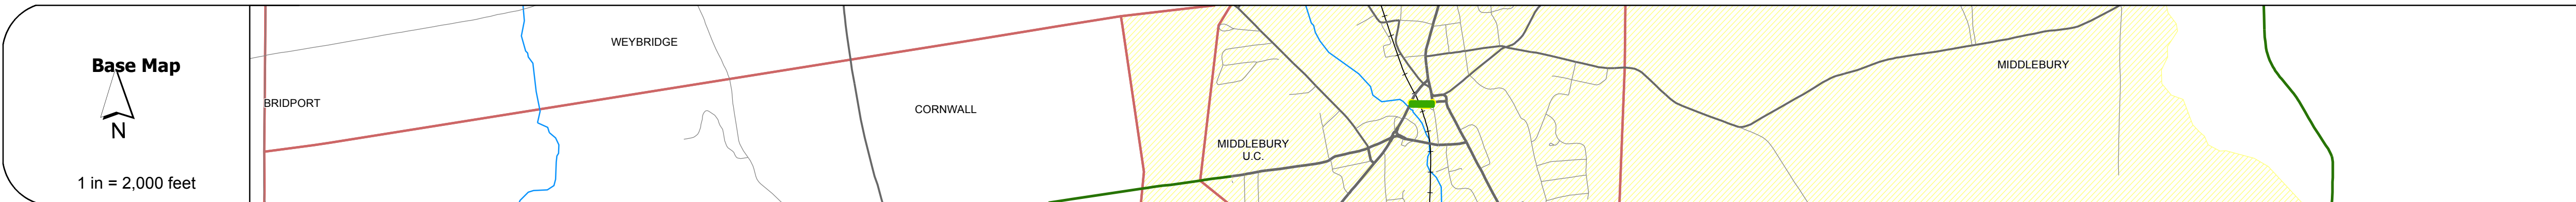 Base Map
N
1 in = 2,000 feet
BRIDPORT
WEYBRIDGE
CORNWALL
MIDDLEBURY
U.C.
MIDDLEBURY